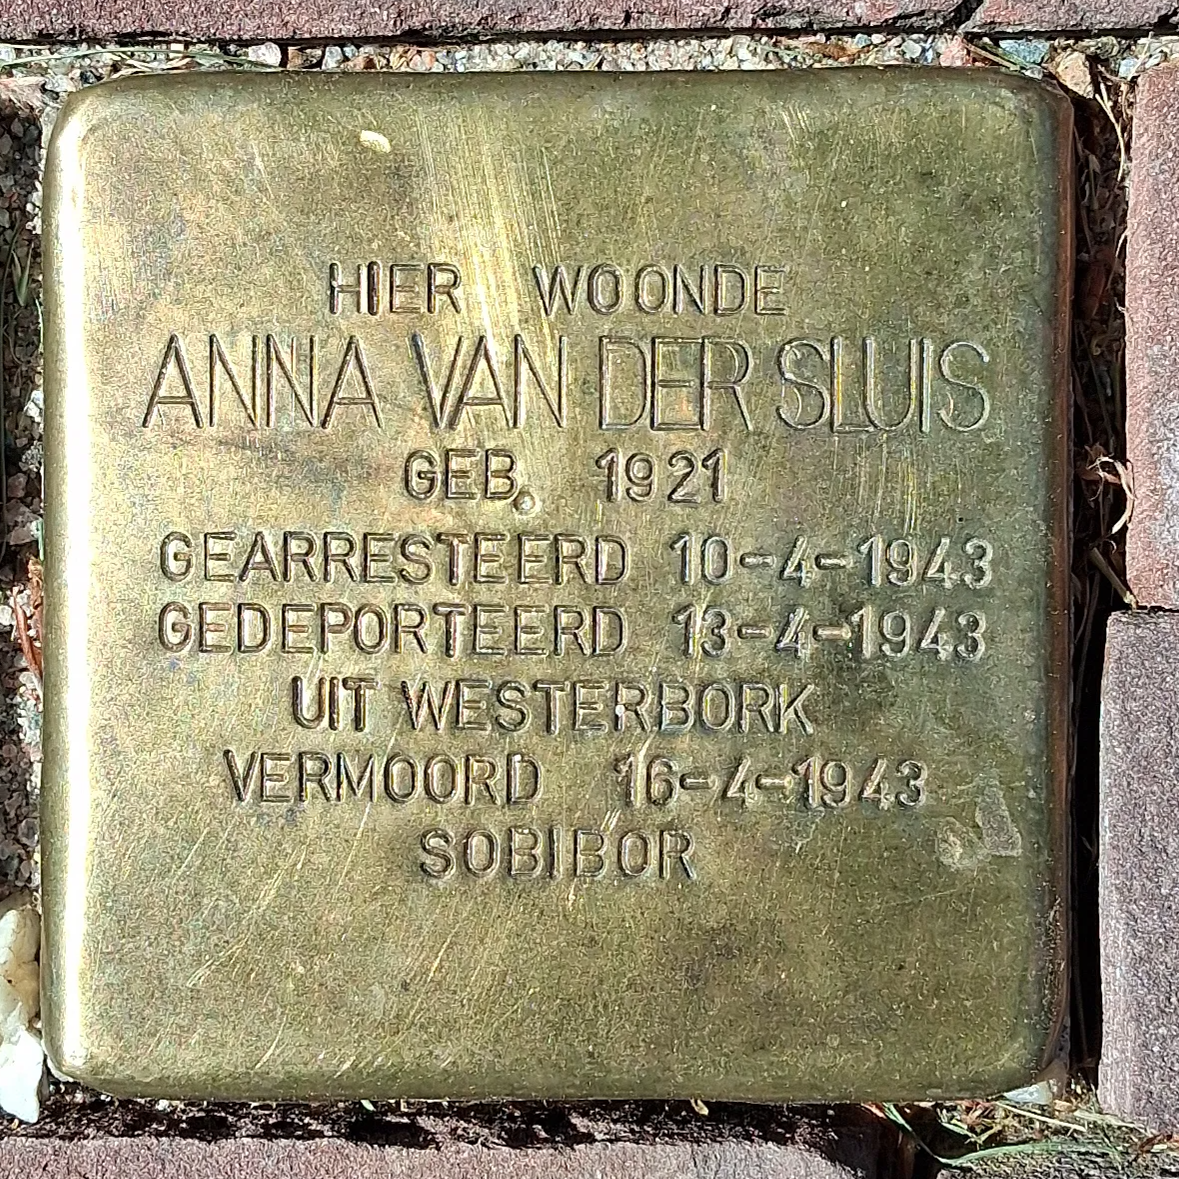 HIER WOONDE
ANNA VAN DER SLUIS
GEB. 1921
GEARRESTEERD 10-4-1943
GEDEPORTEERD 13-4-1943
UIT WESTERBORK
VERMOORD 16-4-1943
SOBIBOR